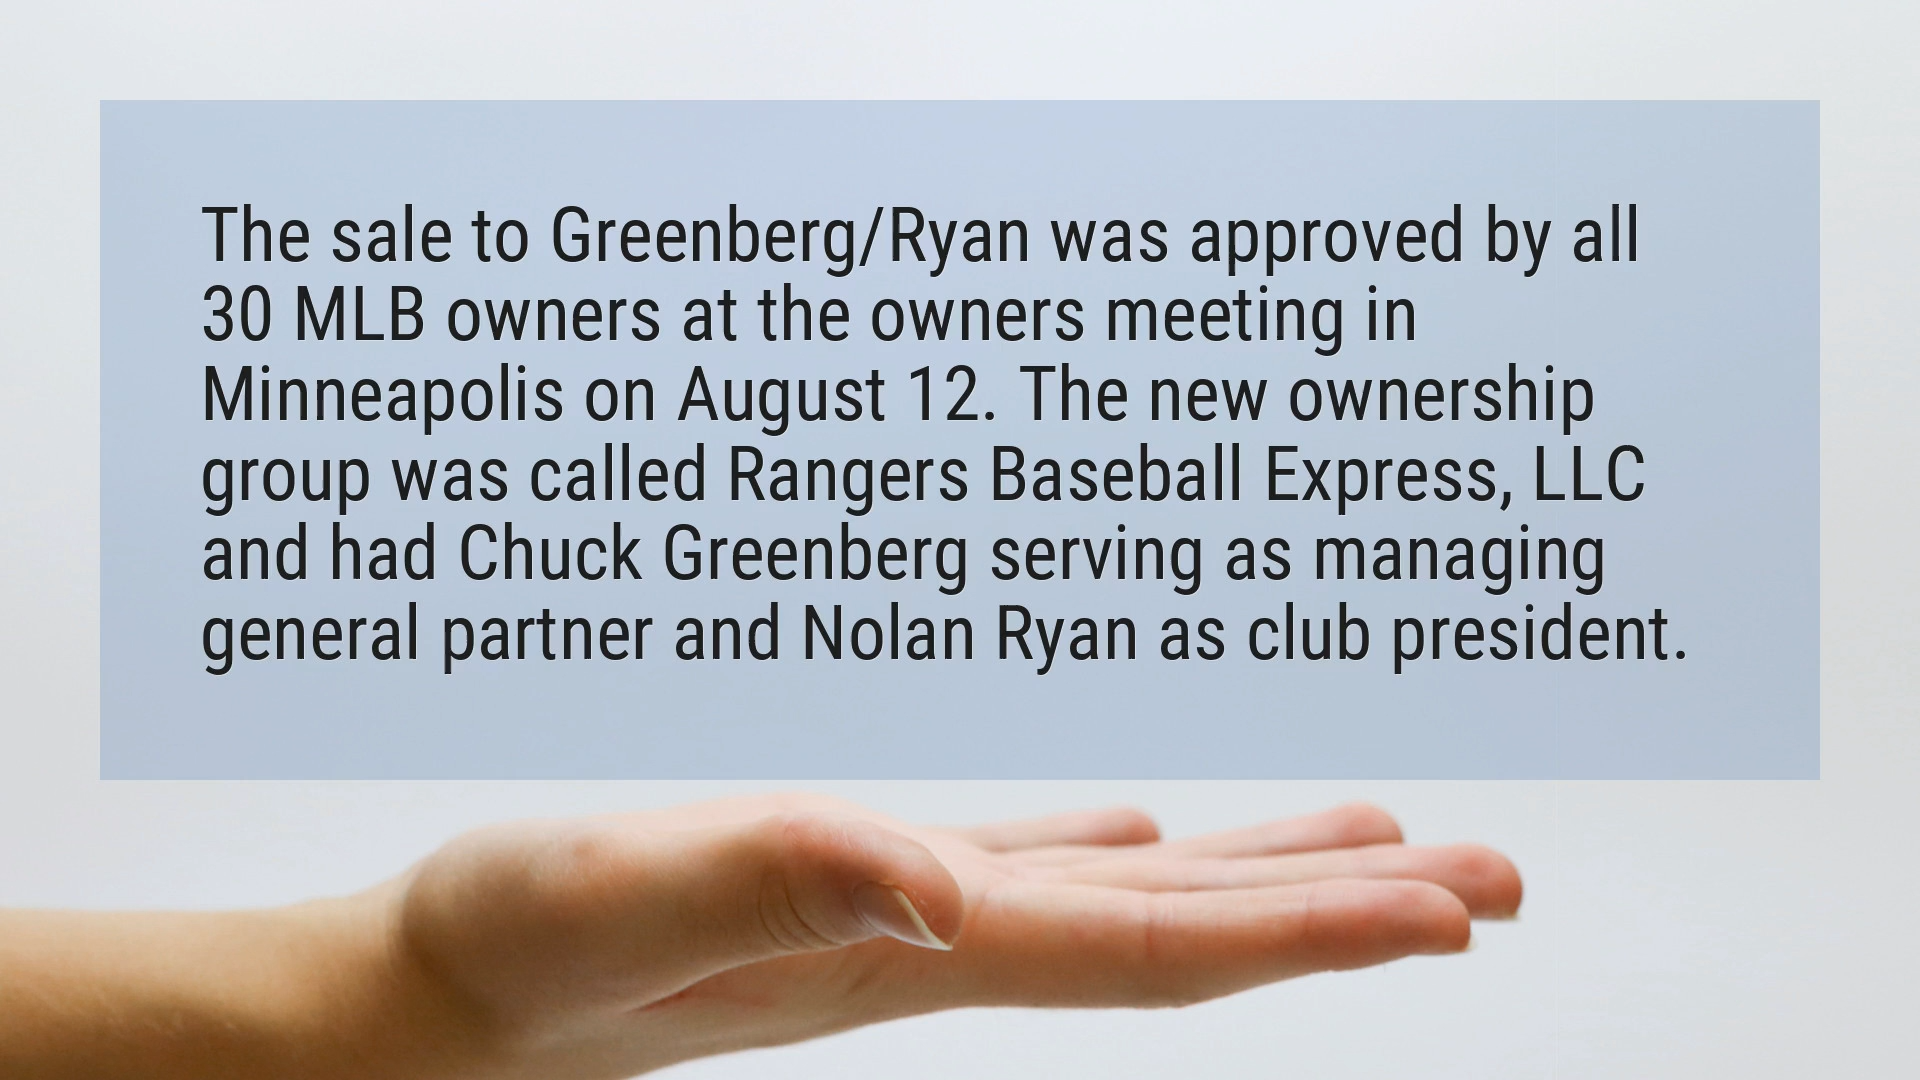 The sale to Greenberg/Ryan was approved by all
30 MLB owners at the owners meeting in
Minneapolis on August 12. The new ownership
group was called Rangers Baseball Express, LLC
and had Chuck Greenberg serving as managing
general partner and Nolan Ryan as club president.